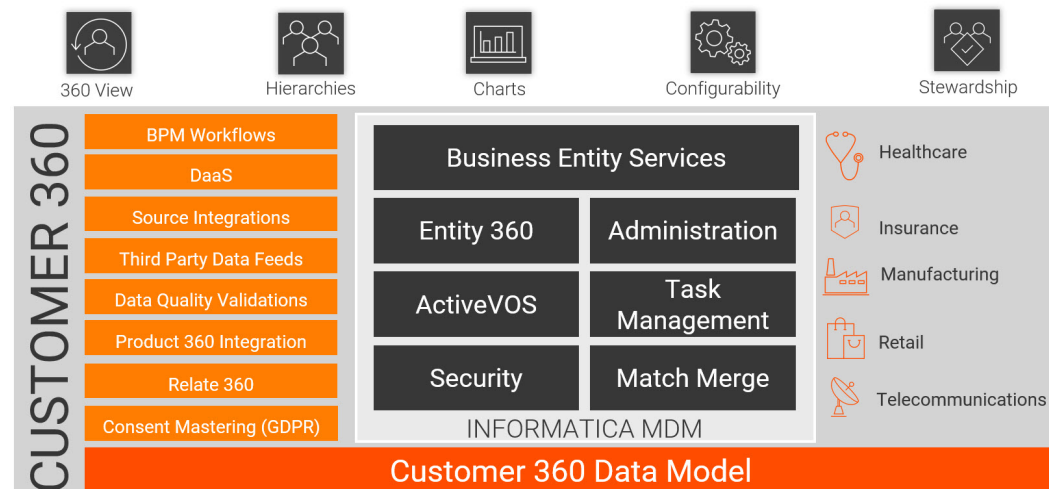 360 View
Hierarchies
Charts
Configurability
Stewardship
CUSTOMER 360
BPM Workflows
DaaS
Source Integrations
Third Party Data Feeds
Data Quality Validations
Product 360 Integration
Relate 360
Consent Mastering (GDPR)
Business Entity Services
Entity 360
Administration
ActiveVOS
Task
Management
Security
Match Merge
INFORMATICA MDM
Healthcare
Insurance
Manufacturing
Retail
Telecommunications
Customer 360 Data Model